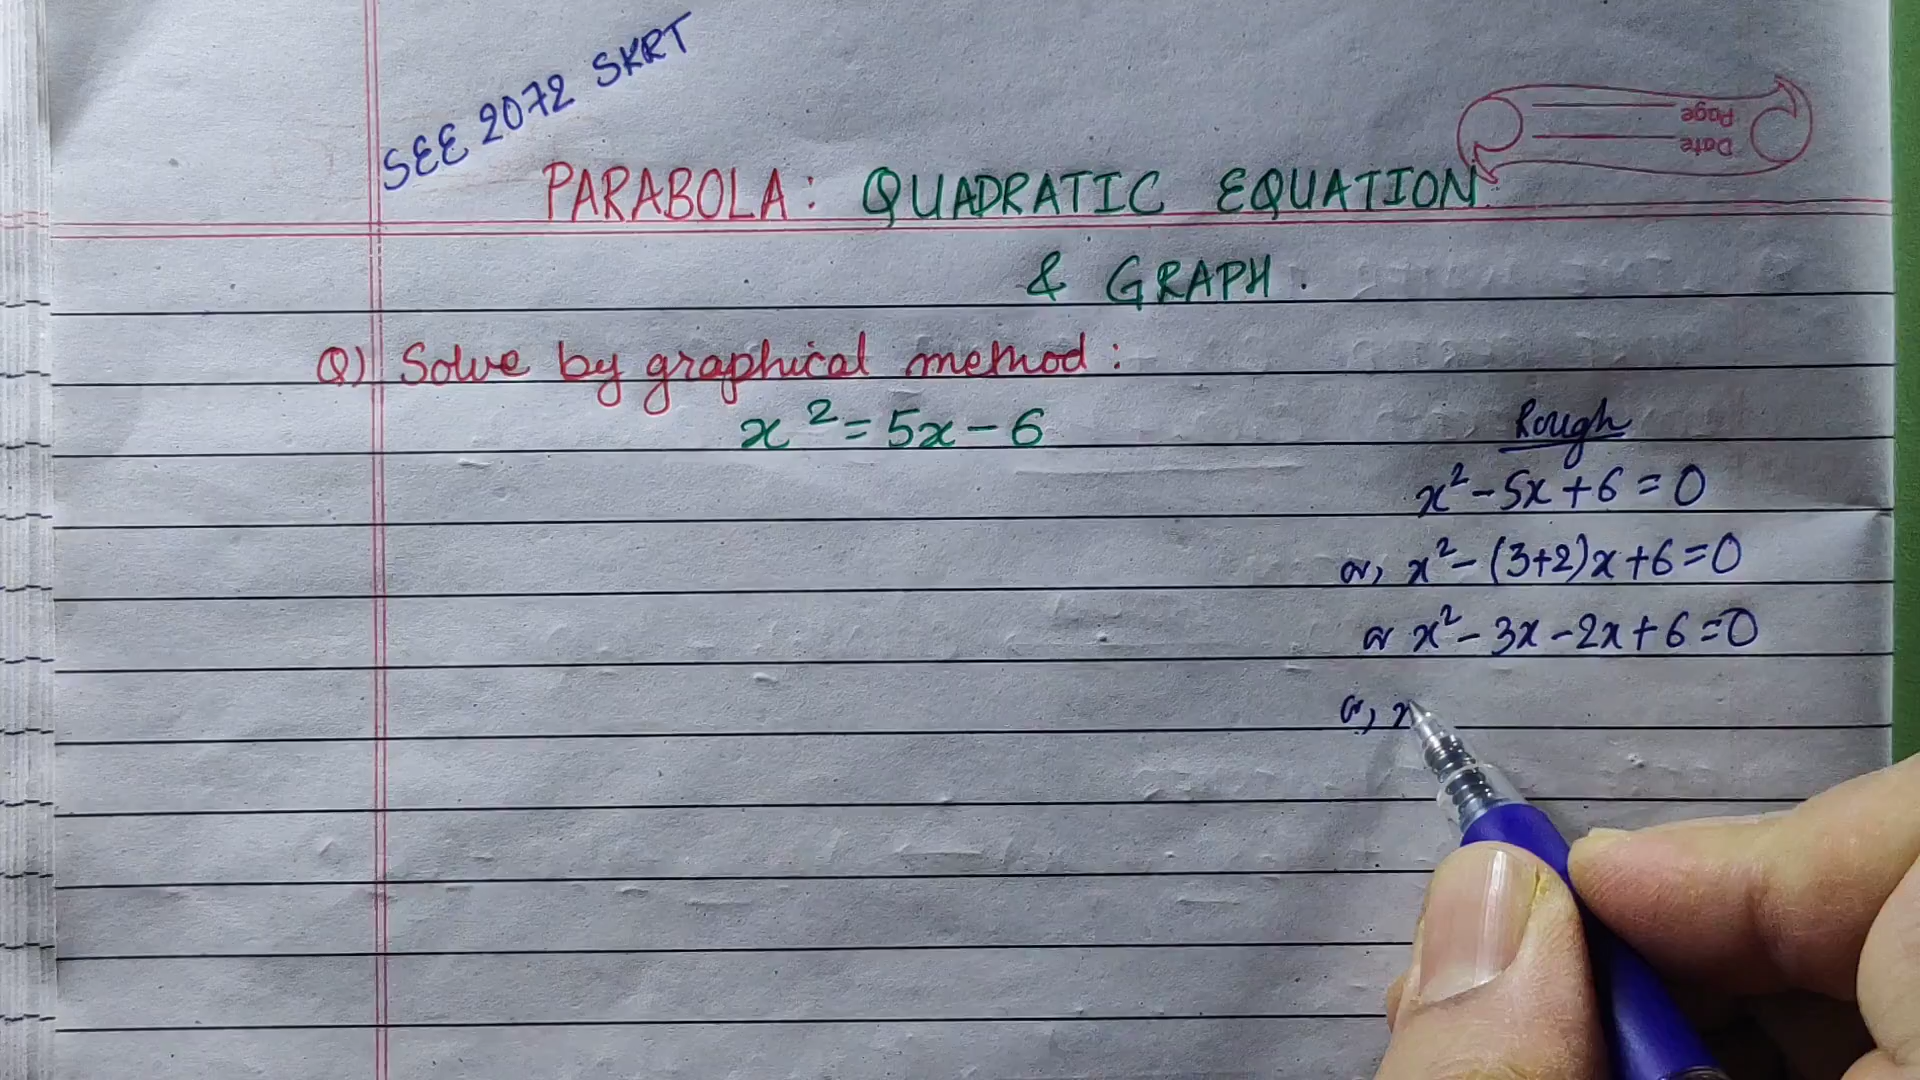 SEE 2072 SKRT
Page
Date
PARABOLA: QUADRATIC EQUATION
& GRAPH.
Q) Solve by graphical method:
x² = 5x - 6
Rough
x² - 5x + 6 = 0
or, x² - (3+2)x + 6 = 0
or x² - 3x - 2x + 6 = 0
or, x